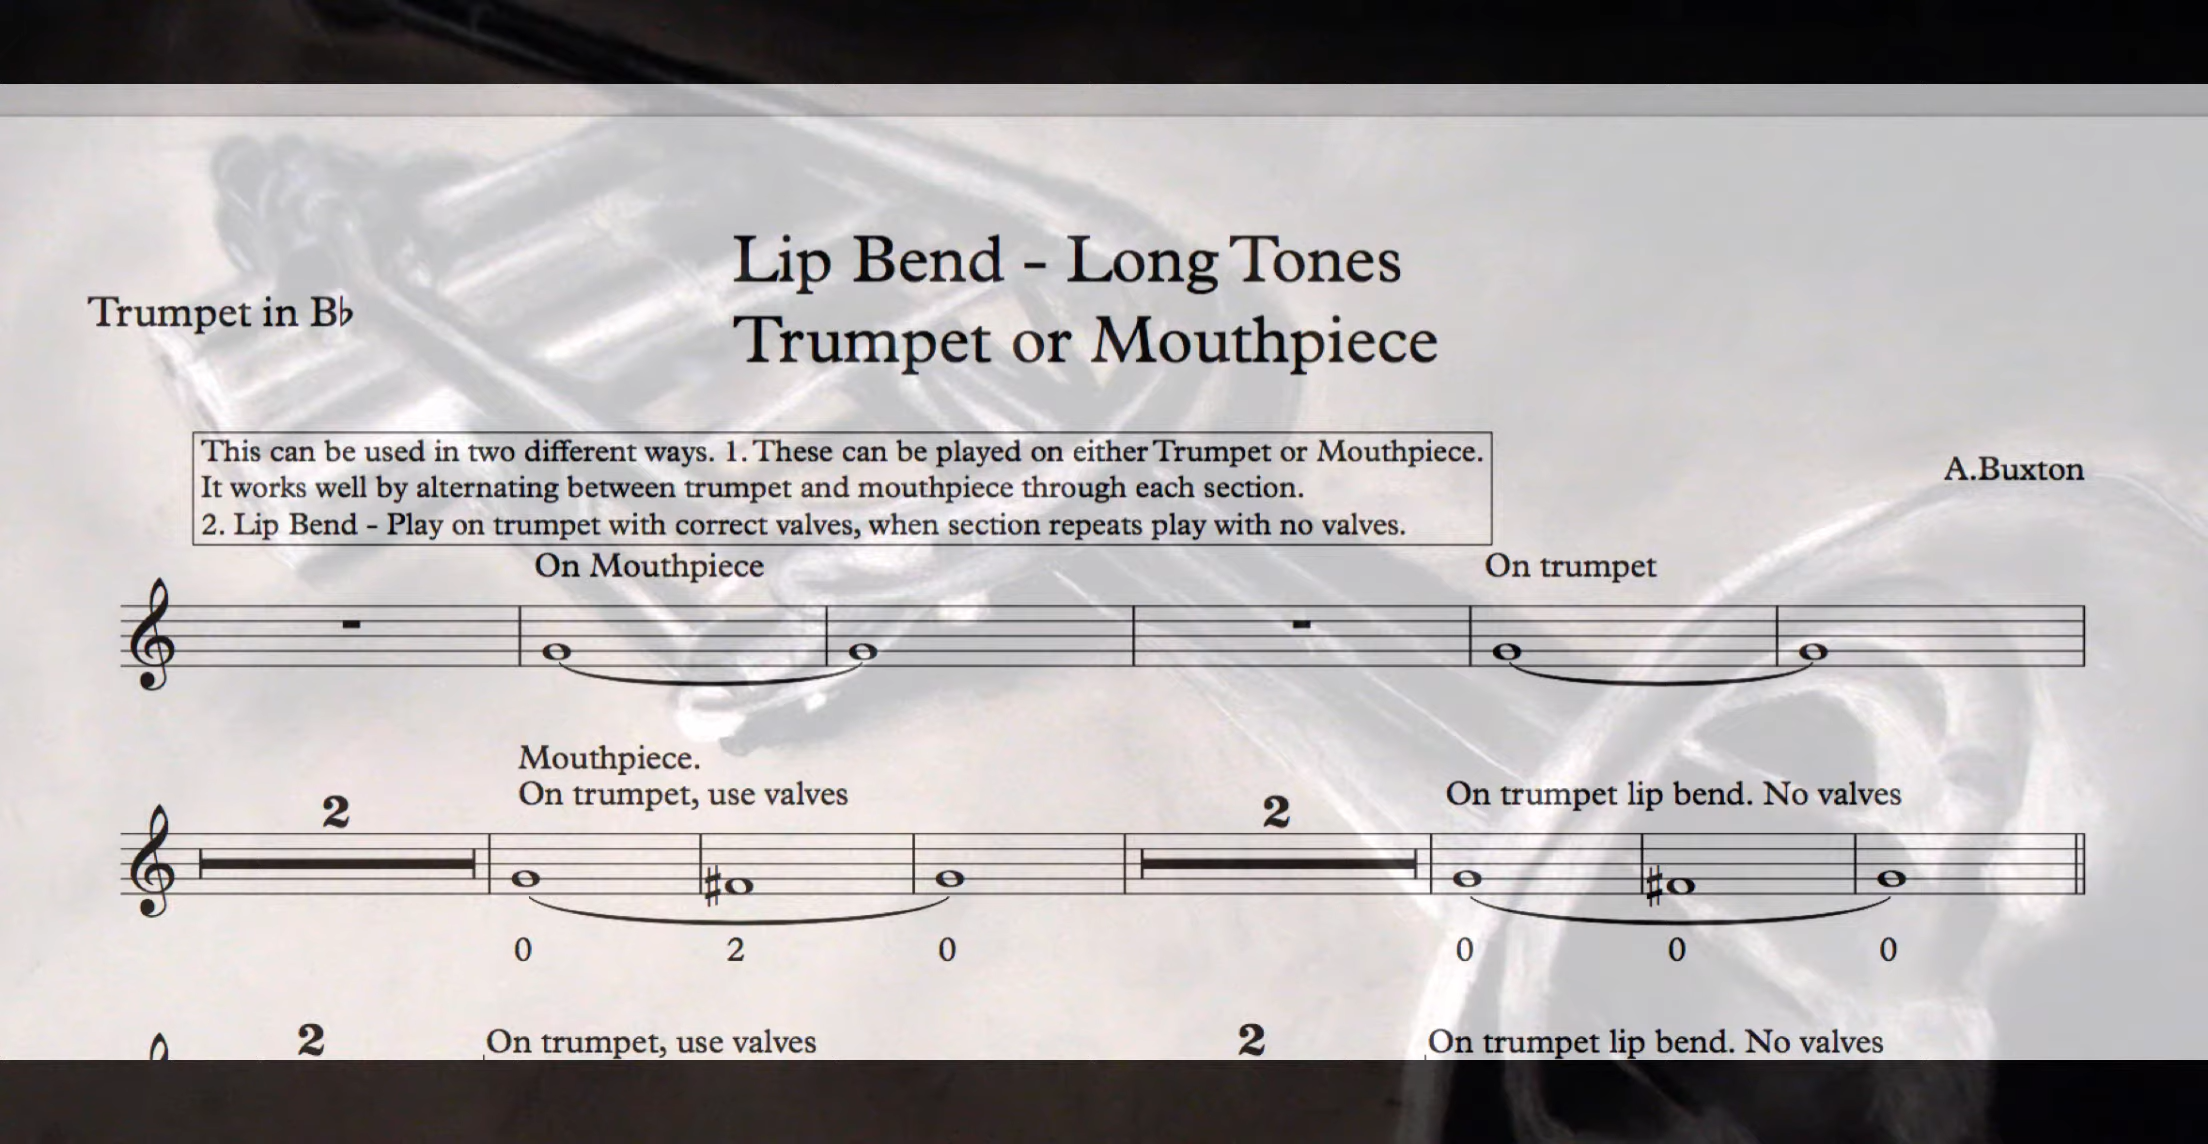 Lip Bend - Long Tones
Trumpet or Mouthpiece
Trumpet in B♭
This can be used in two different ways. 1. These can be played on either Trumpet or Mouthpiece.
It works well by alternating between trumpet and mouthpiece through each section.
2. Lip Bend - Play on trumpet with correct valves, when section repeats play with no valves.
A.Buxton
On Mouthpiece On trumpet
Mouthpiece.
2 On trumpet, use valves 2 On trumpet lip bend. No valves
0 2 0 0 0 0
2 On trumpet, use valves 2 On trumpet lip bend. No valves